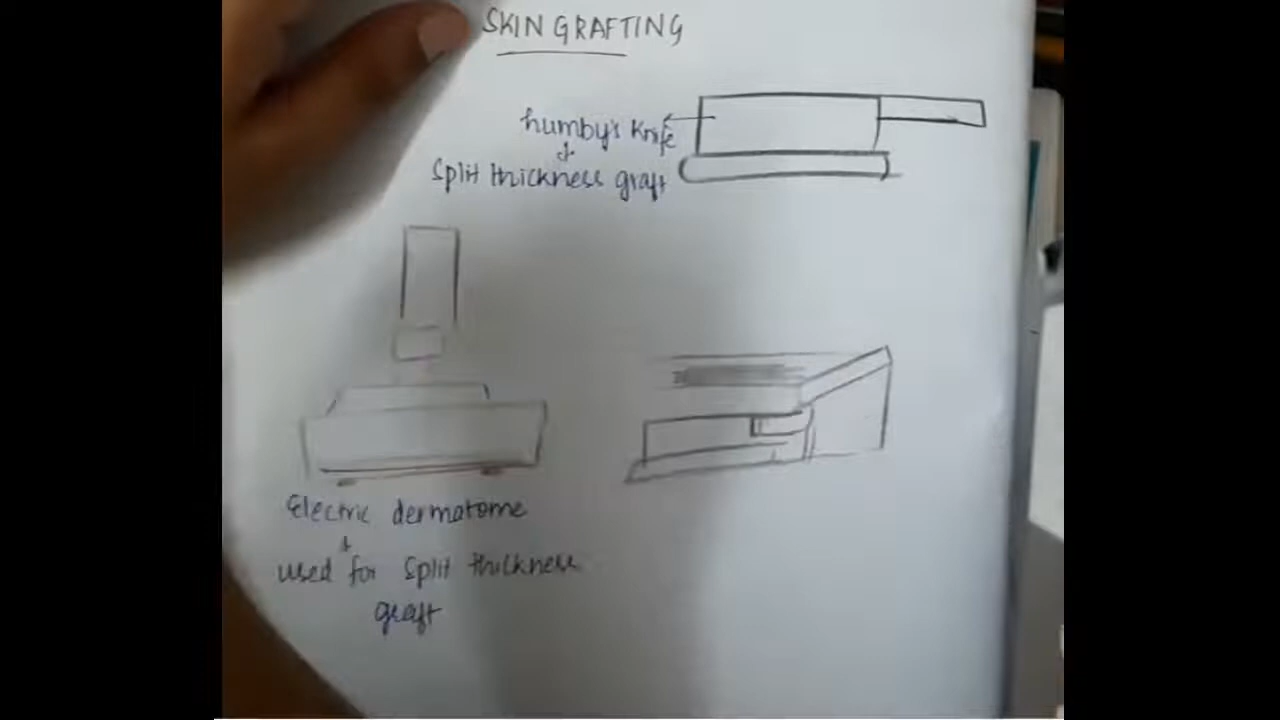 SKIN GRAFTING
humby's Knife
Split thickness graft
Electric dermatome
used for split thickness
graft